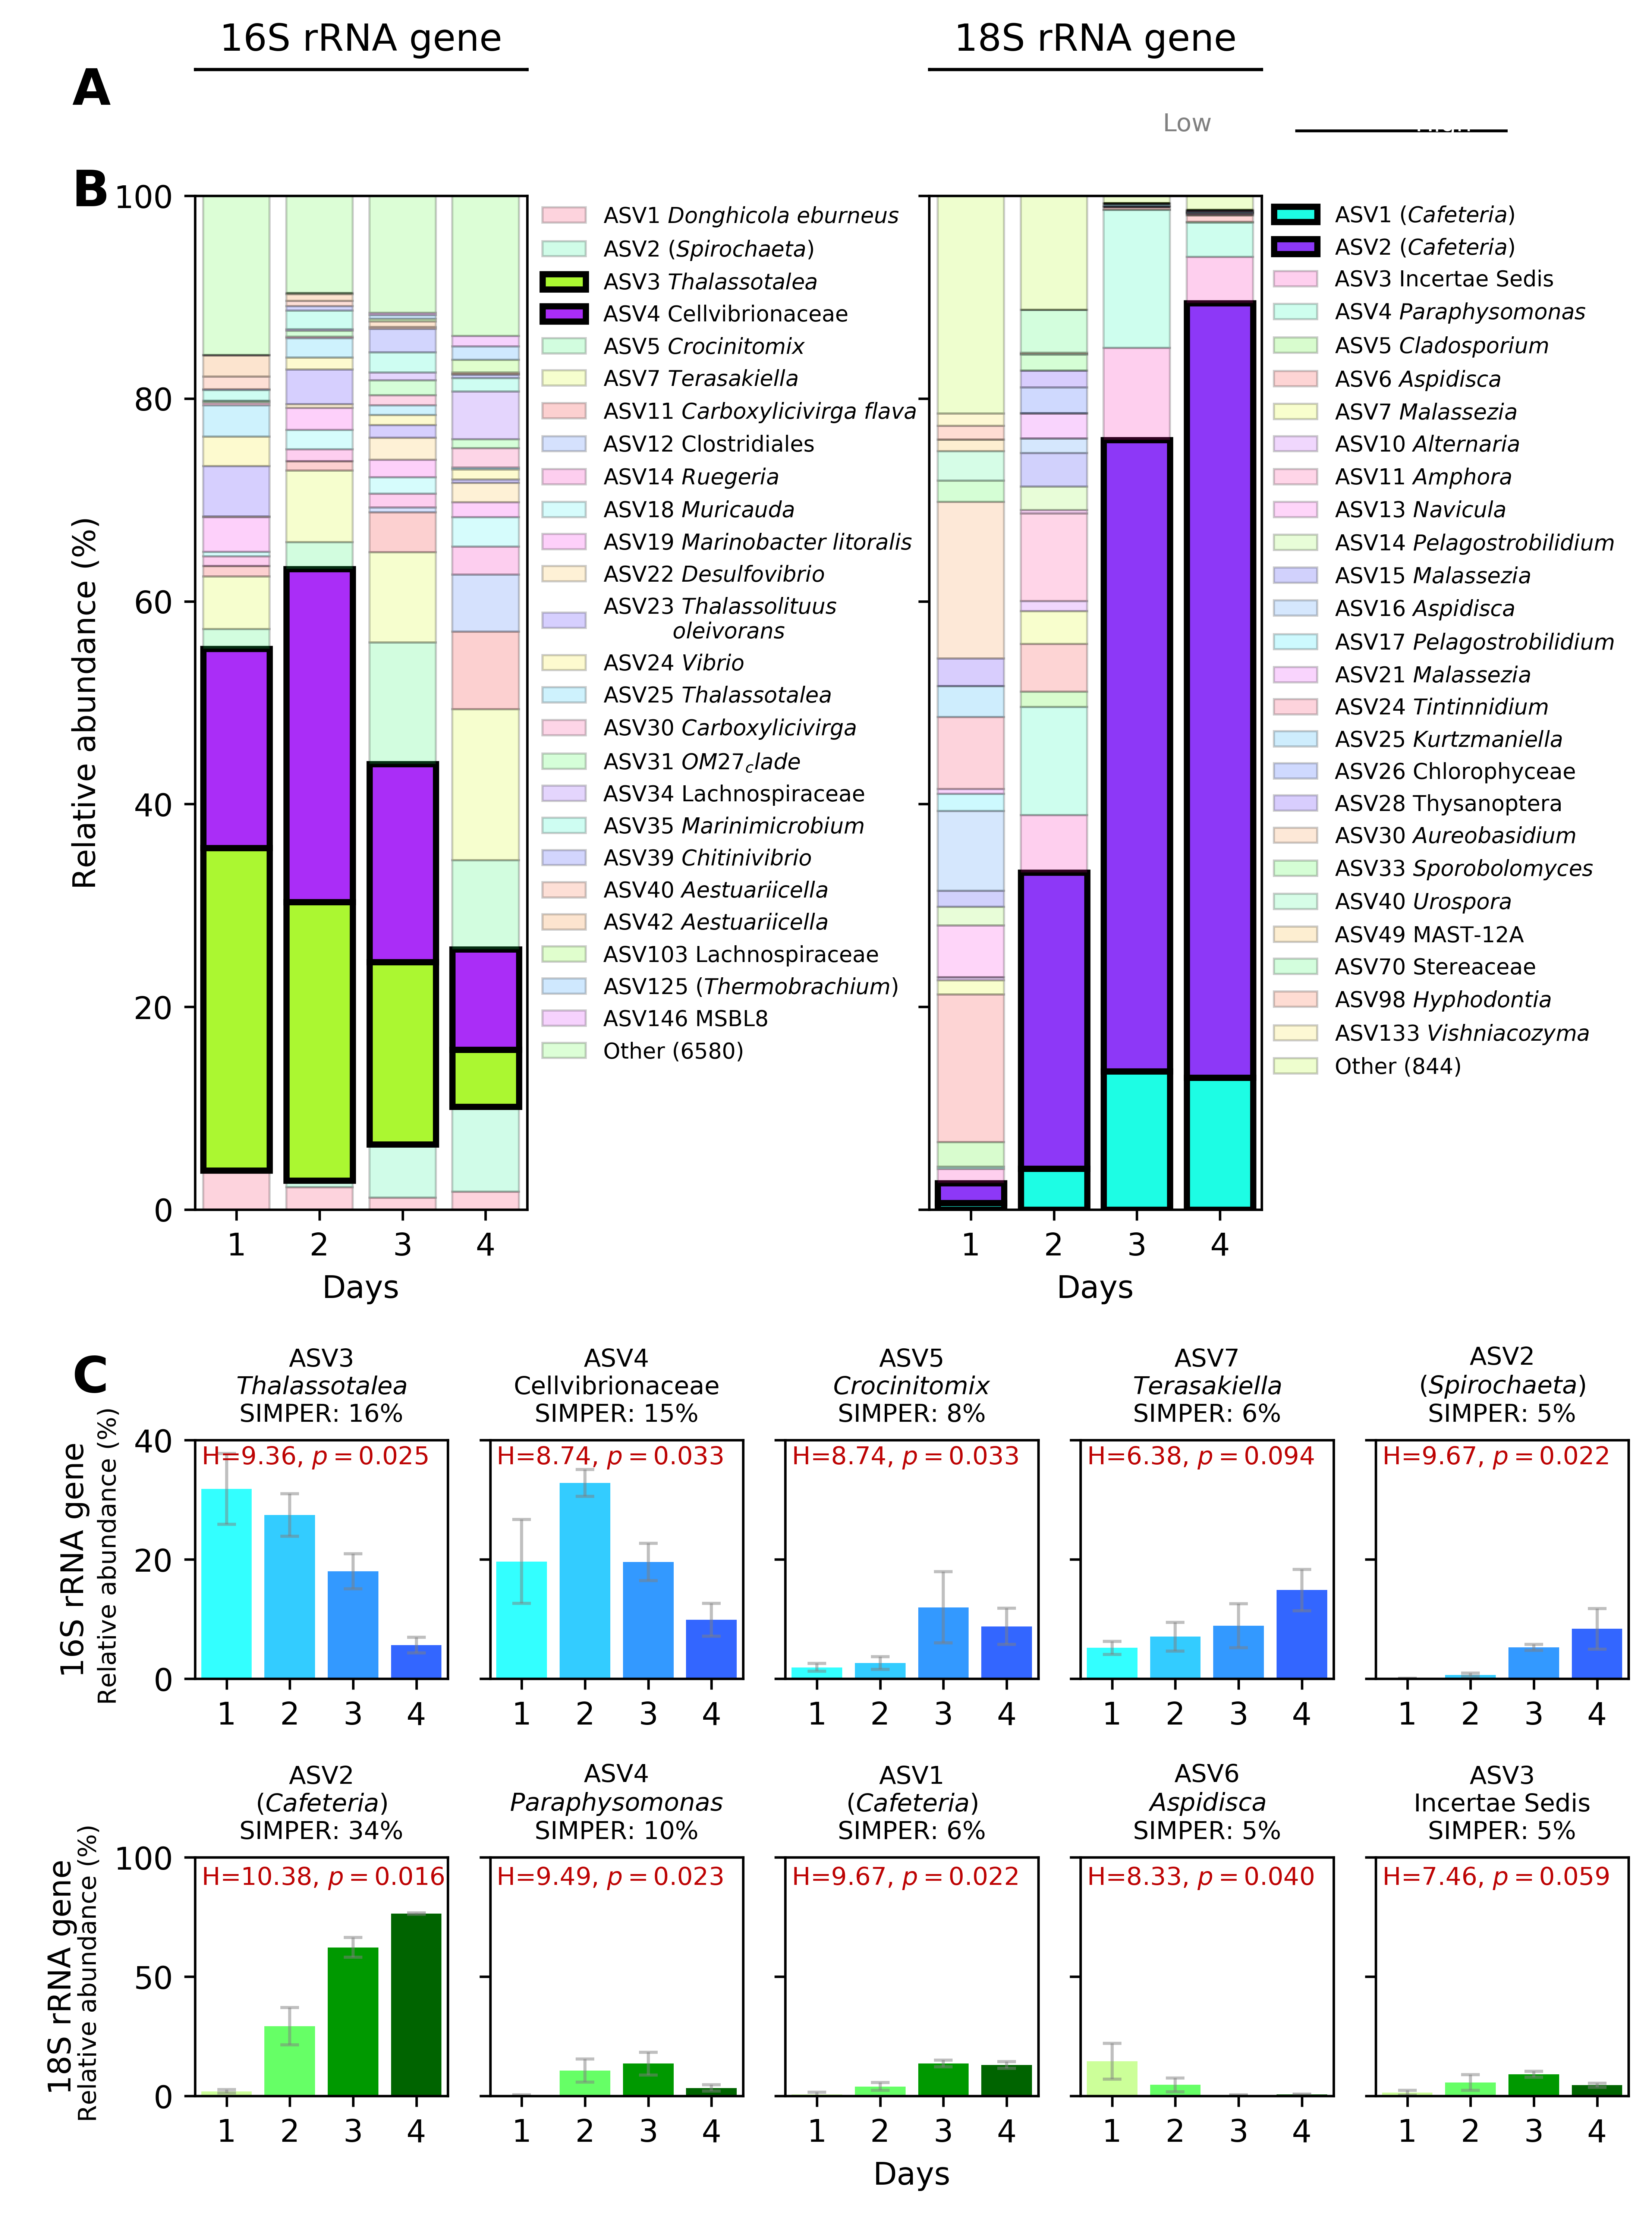 16S rRNA gene
18S rRNA gene
A
Low
B
100
80
60
40
20
0
Relative abundance (%)
1 2 3 4
Days
ASV1 Donghicola eburneus
ASV2 (Spirochaeta)
ASV3 Thalassotalea
ASV4 Cellvibrionaceae
ASV5 Crocinitomix
ASV7 Terasakiella
ASV11 Carboxylicivirga flava
ASV12 Clostridiales
ASV14 Ruegeria
ASV18 Muricauda
ASV19 Marinobacter litoralis
ASV22 Desulfovibrio
ASV23 Thalassolituus
oleivorans
ASV24 Vibrio
ASV25 Thalassotalea
ASV30 Carboxylicivirga
ASV31 OM27clade
ASV34 Lachnospiraceae
ASV35 Marinimicrobium
ASV39 Chitinivibrio
ASV40 Aestuariicella
ASV42 Aestuariicella
ASV103 Lachnospiraceae
ASV125 (Thermobrachium)
ASV146 MSBL8
Other (6580)
1 2 3 4
Days
ASV1 (Cafeteria)
ASV2 (Cafeteria)
ASV3 Incertae Sedis
ASV4 Paraphysomonas
ASV5 Cladosporium
ASV6 Aspidisca
ASV7 Malassezia
ASV10 Alternaria
ASV11 Amphora
ASV13 Navicula
ASV14 Pelagostrobilidium
ASV15 Malassezia
ASV16 Aspidisca
ASV17 Pelagostrobilidium
ASV21 Malassezia
ASV24 Tintinnidium
ASV25 Kurtzmaniella
ASV26 Chlorophyceae
ASV28 Thysanoptera
ASV30 Aureobasidium
ASV33 Sporobolomyces
ASV40 Urospora
ASV49 MAST-12A
ASV70 Stereaceae
ASV98 Hyphodontia
ASV133 Vishniacozyma
Other (844)
C
16S rRNA gene
Relative abundance (%)
40
20
0
ASV3
Thalassotalea
SIMPER: 16%
H=9.36, p = 0.025
1 2 3 4
ASV4
Cellvibrionaceae
SIMPER: 15%
H=8.74, p = 0.033
1 2 3 4
ASV5
Crocinitomix
SIMPER: 8%
H=8.74, p = 0.033
1 2 3 4
ASV7
Terasakiella
SIMPER: 6%
H=6.38, p = 0.094
1 2 3 4
ASV2
(Spirochaeta)
SIMPER: 5%
H=9.67, p = 0.022
1 2 3 4
18S rRNA gene
Relative abundance (%)
100
50
0
ASV2
(Cafeteria)
SIMPER: 34%
H=10.38, p = 0.016
1 2 3 4
ASV4
Paraphysomonas
SIMPER: 10%
H=9.49, p = 0.023
1 2 3 4
ASV1
(Cafeteria)
SIMPER: 6%
H=9.67, p = 0.022
1 2 3 4
ASV6
Aspidisca
SIMPER: 5%
H=8.33, p = 0.040
1 2 3 4
ASV3
Incertae Sedis
SIMPER: 5%
H=7.46, p = 0.059
1 2 3 4
Days